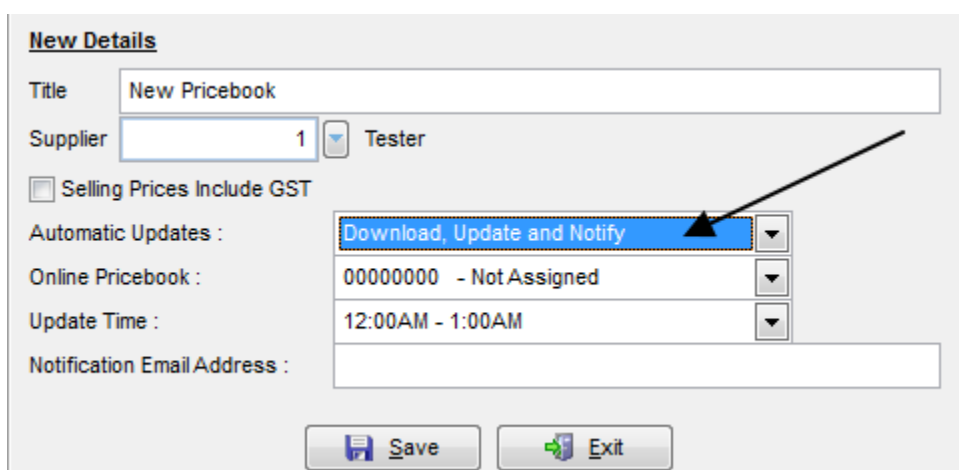 New Details
Title New Pricebook
Supplier 1 Tester
Selling Prices Include GST
Automatic Updates : Download, Update and Notify
Online Pricebook : 00000000 - Not Assigned
Update Time : 12:00AM - 1:00AM
Notification Email Address :
Save Exit